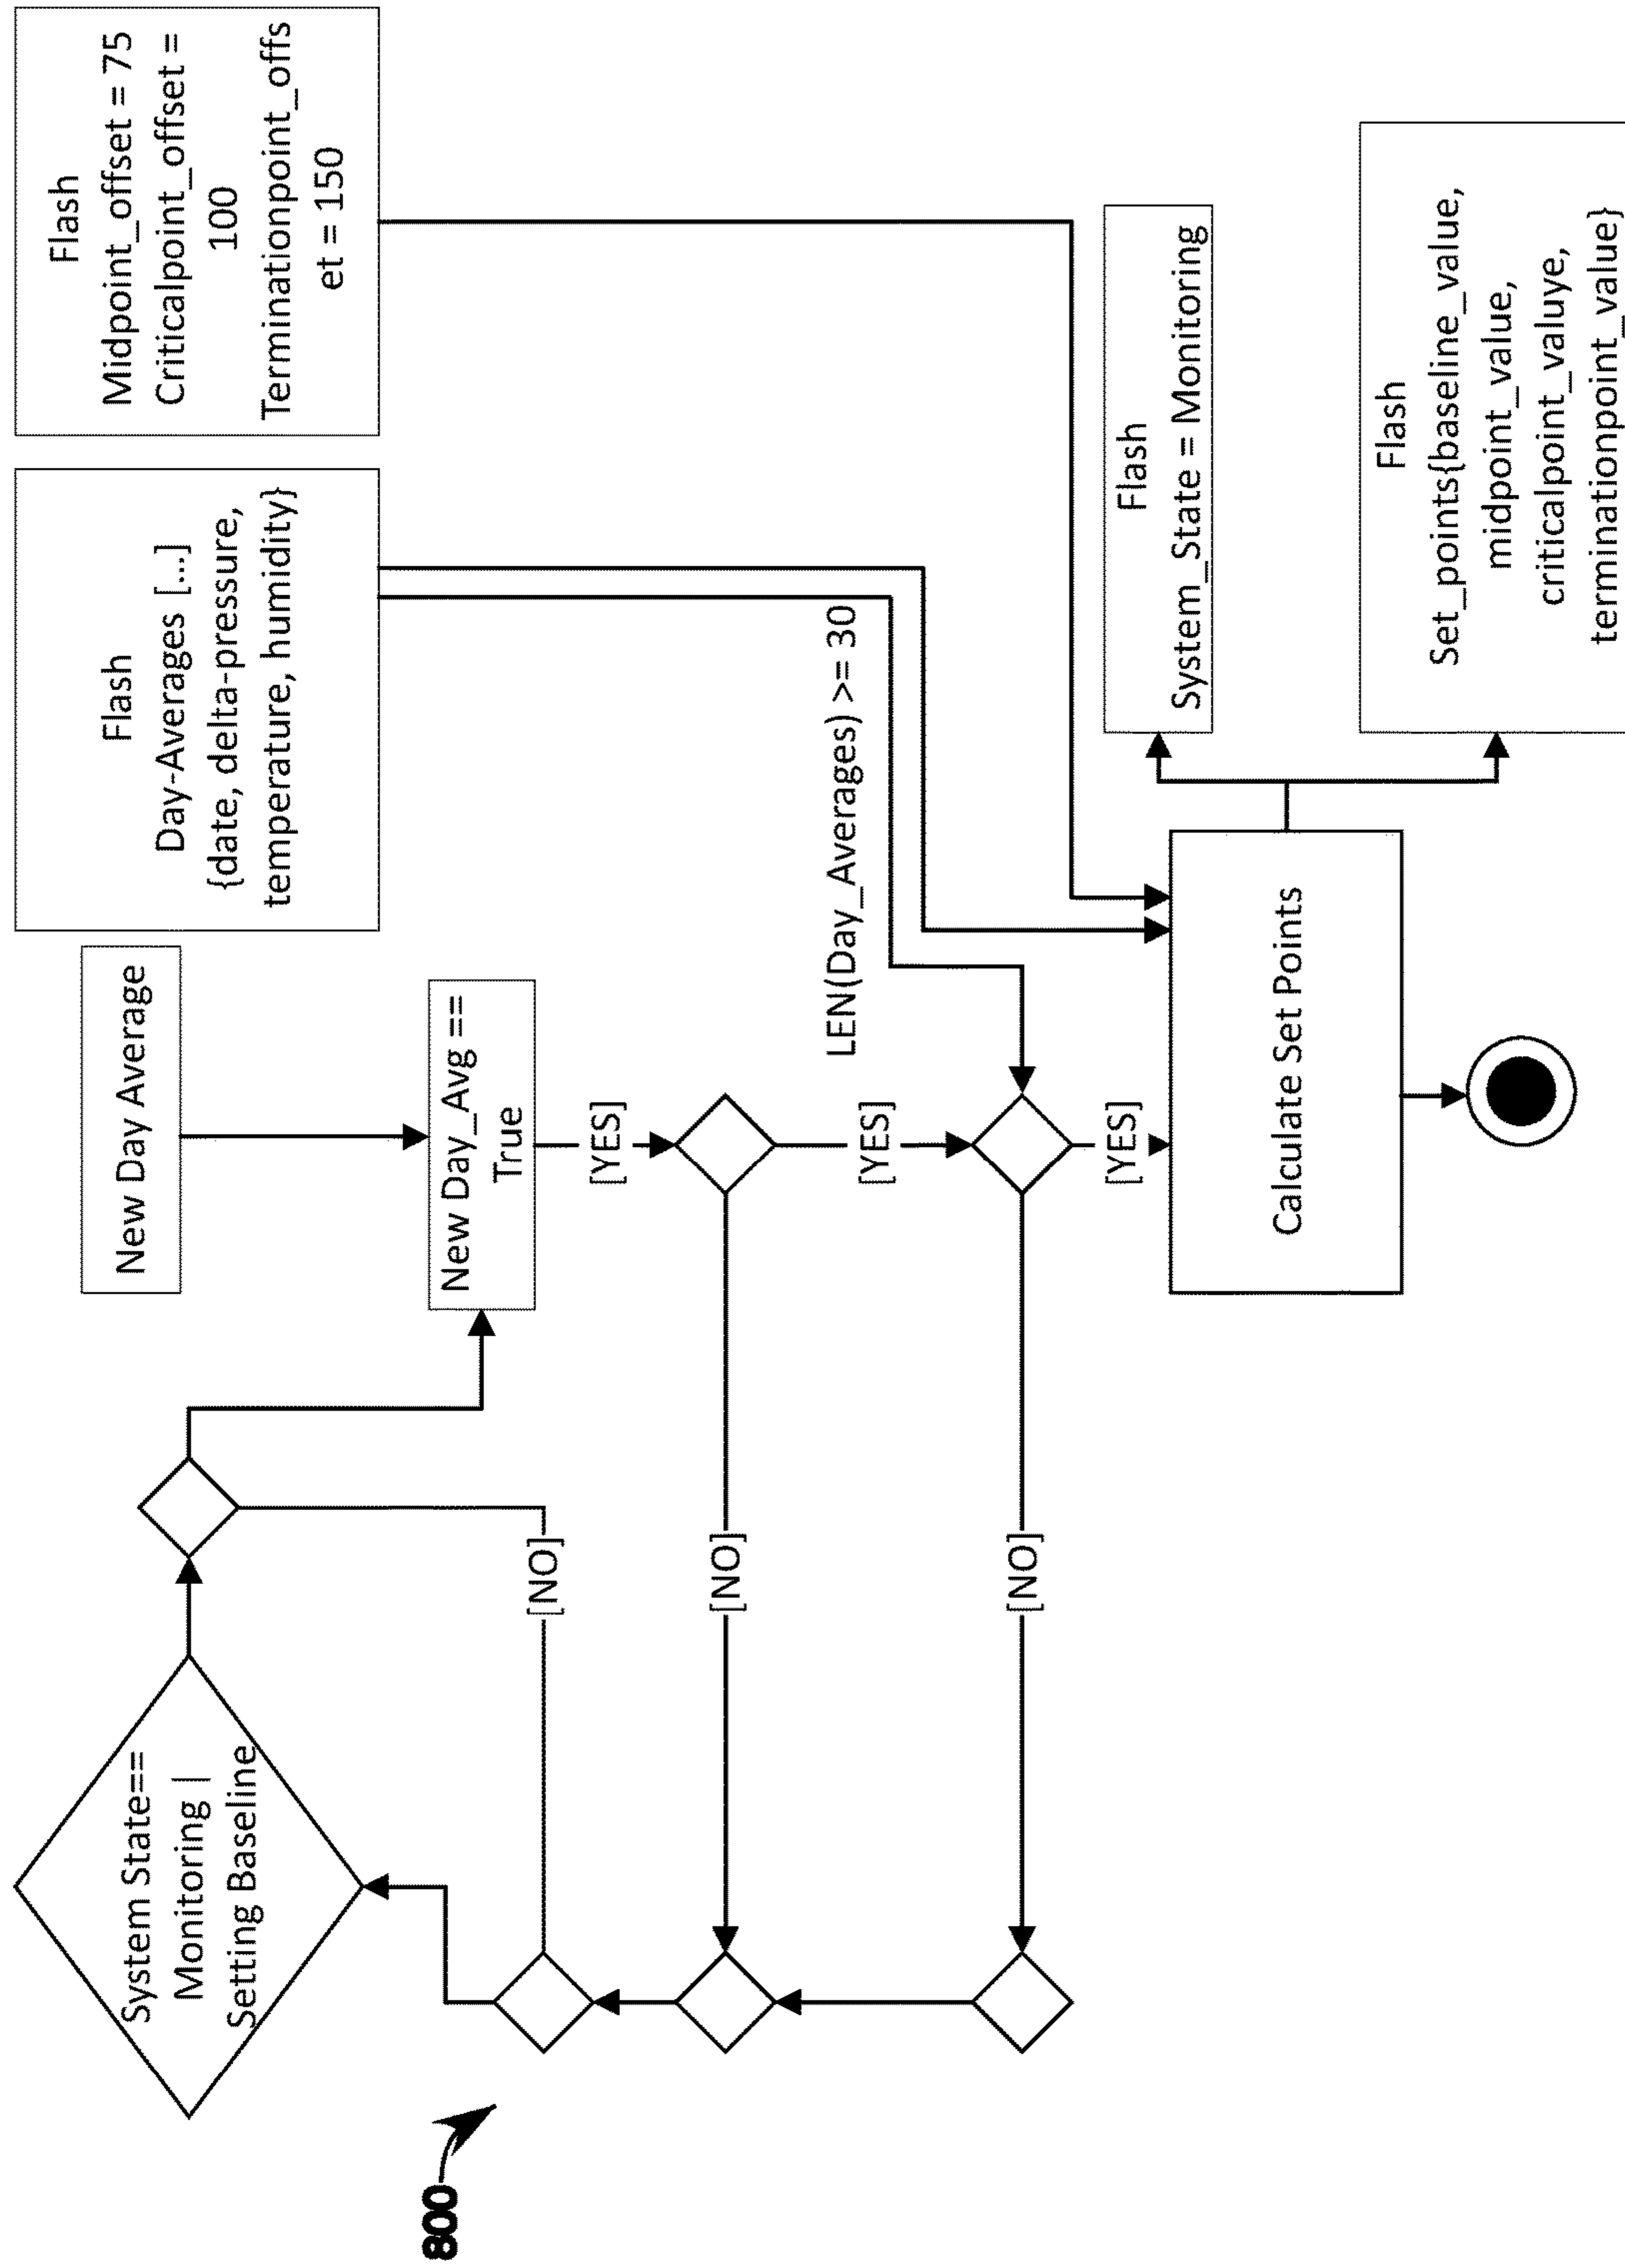 800
System State==
Monitoring |
Setting Baseline
New Day Average
Flash
Day-Averages [...]
{date, delta-pressure,
temperature, humidity}
Flash
Midpoint_offset = 75
Criticalpoint_offset =
100
Terminationpoint_offs
et = 150
New Day_Avg ==
True
[NO]
[YES]
[NO]
[YES]
LEN(Day_Averages) >= 30
[NO]
[YES]
Calculate Set Points
Flash
System_State = Monitoring
Flash
Set_points{baseline_value,
midpoint_value,
criticalpoint_valuye,
terminationpoint_value}